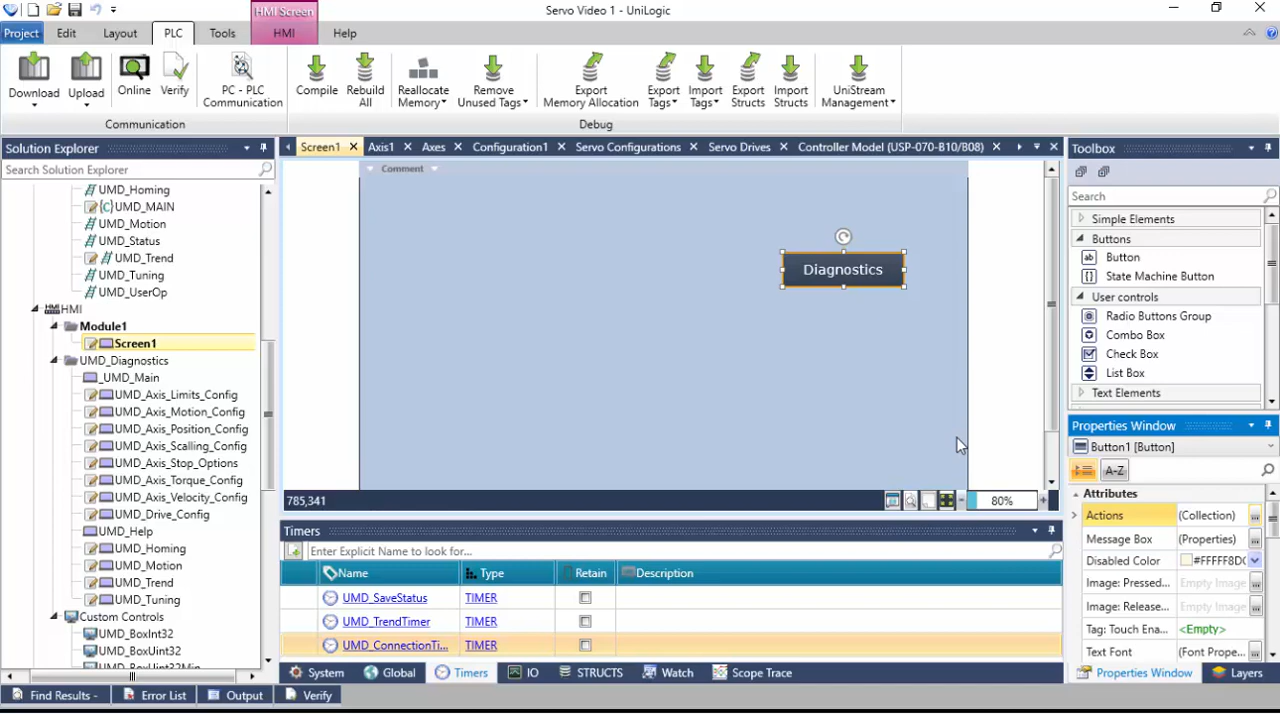 HMI Screen
Servo Video 1 - UniLogic
Project Edit Layout PLC Tools HMI Help
Download Upload Online Verify PC - PLC Communication
Communication
Compile Rebuild All Reallocate Memory Remove Unused Tags Export Memory Allocation Export Tags Import Tags Export Structs Import Structs UniStream Management
Debug
Solution Explorer
Search Solution Explorer
UMD_Homing
{C} UMD_MAIN
UMD_Motion
UMD_Status
UMD_Trend
UMD_Tuning
UMD_UserOp
HMI
Module1
Screen1
UMD_Diagnostics
_UMD_Main
UMD_Axis_Limits_Config
UMD_Axis_Motion_Config
UMD_Axis_Position_Config
UMD_Axis_Scalling_Config
UMD_Axis_Stop_Options
UMD_Axis_Torque_Config
UMD_Axis_Velocity_Config
UMD_Drive_Config
UMD_Help
UMD_Homing
UMD_Motion
UMD_Trend
UMD_Tuning
Custom Controls
UMD_BoxInt32
UMD_BoxUint32
Screen1 Axis1 Axes Configuration1 Servo Configurations Servo Drives Controller Model (USP-070-B10/B08)
Comment
Diagnostics
785,341
80%
Timers
Enter Explicit Name to look for...
Name Type Retain Description
UMD_SaveStatus TIMER
UMD_TrendTimer TIMER
UMD_ConnectionTi... TIMER
System Global Timers IO STRUCTS Watch Scope Trace
Toolbox
Search
Simple Elements
Buttons
Button
State Machine Button
User controls
Radio Buttons Group
Combo Box
Check Box
List Box
Text Elements
Properties Window
Button1 [Button]
A-Z
Attributes
Actions (Collection)
Message Box (Properties)
Disabled Color #FFFFF8DC
Image: Pressed... Empty Image
Image: Release... Empty Image
Tag: Touch Ena... <Empty>
Text Font (Font Prope
Properties Window Layers
Find Results - Error List Output Verify